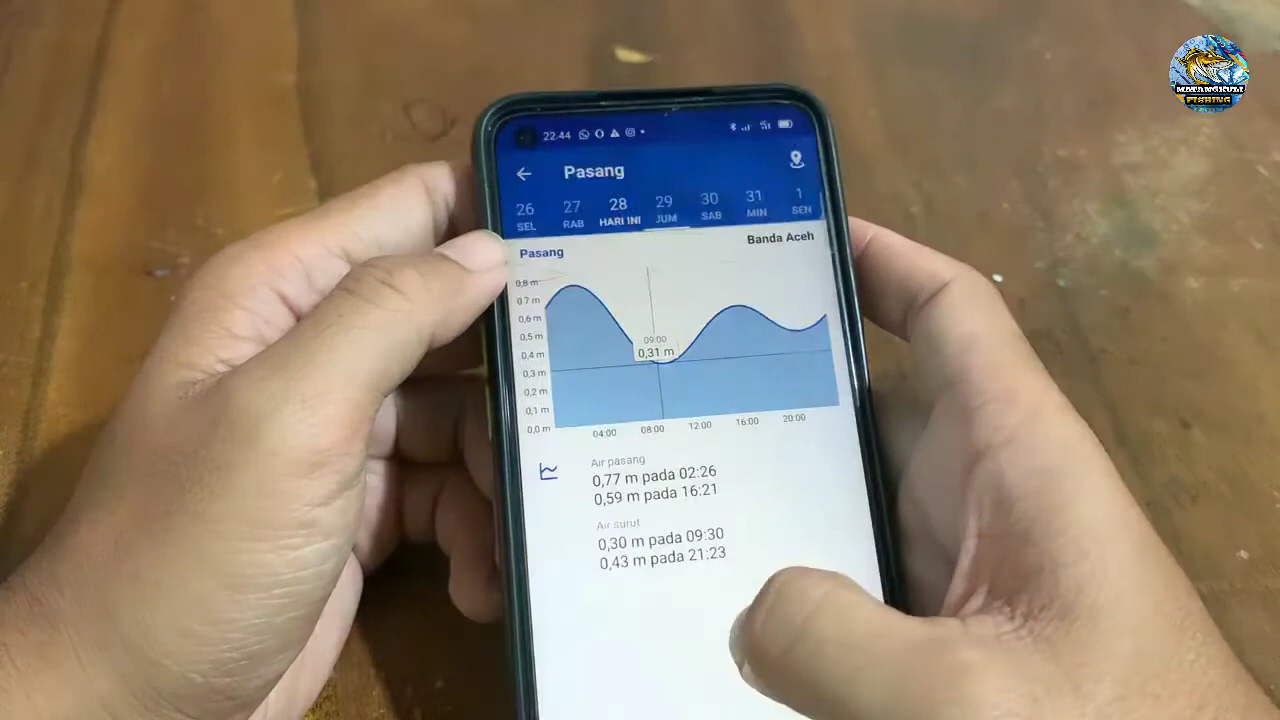 MATANGKULI
FISHING
22.44
Pasang
26 27 28 29 30 31 1
SEL RAB HARI INI JUM SAB MIN SEN
Pasang Banda Aceh
0,8 m
0,7 m
0,6 m
0,5 m
0,4 m
0,3 m
0,2 m
0,1 m
0,0 m
09:00
0,31 m
04:00 08:00 12:00 16:00 20:00
Air pasang
0,77 m pada 02:26
0,59 m pada 16:21
Air surut
0,30 m pada 09:30
0,43 m pada 21:23